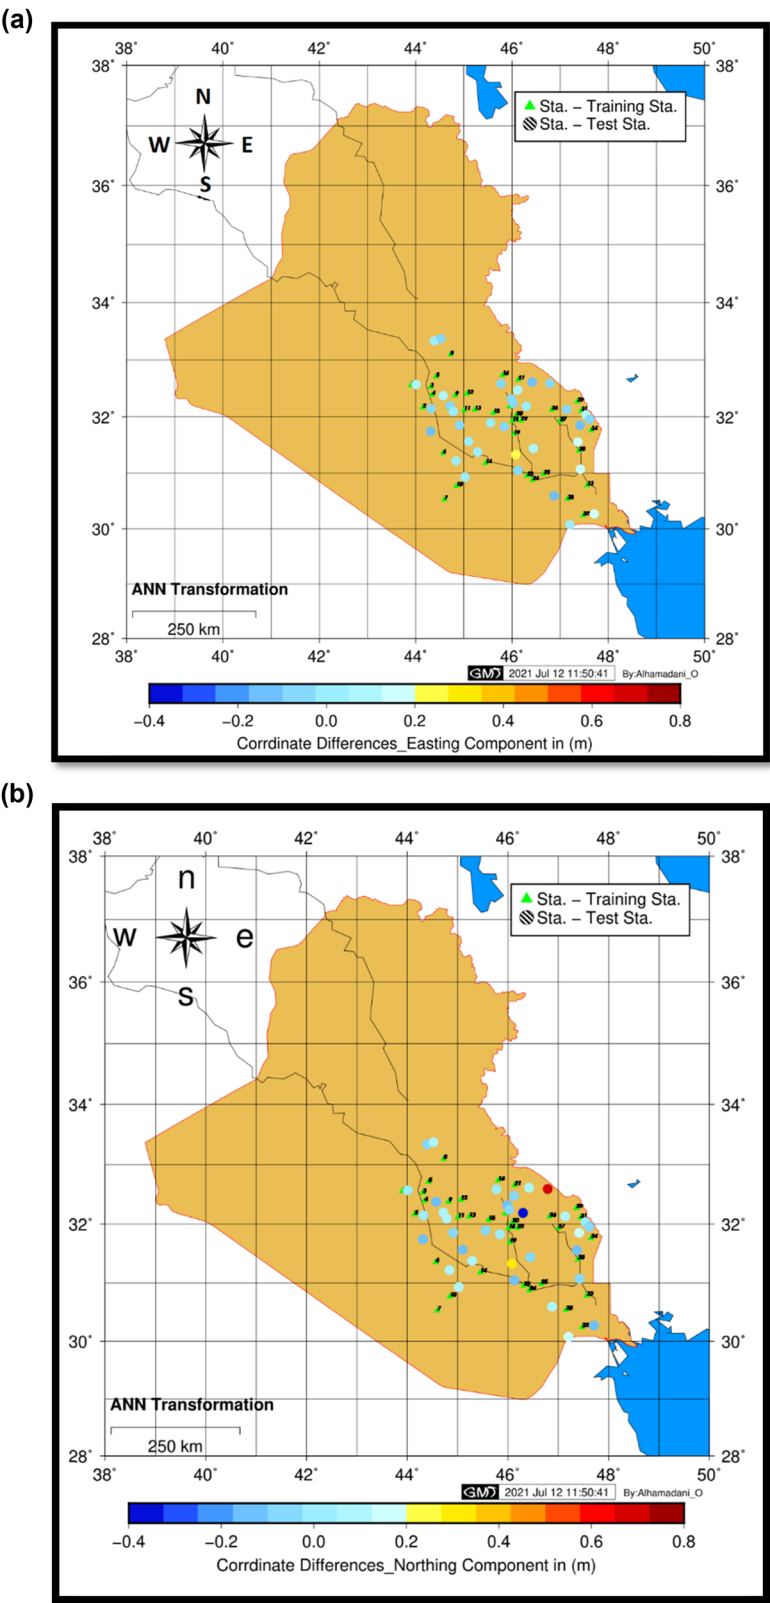 (a)
38° 40° 42° 44° 46° 48° 50°
38° 38°
N
W E
S
Sta. – Training Sta.
Sta. – Test Sta.
36° 36°
34° 34°
32° 32°
30° 30°
ANN Transformation
250 km
28° 28°
38° 40° 42° 44° 46° 48° 50°
GMD 2021 Jul 12 11:50:41 By:Alhamadani_O
−0.4 −0.2 0.0 0.2 0.4 0.6 0.8
Corrdinate Differences_Easting Component in (m)
(b)
38° 40° 42° 44° 46° 48° 50°
38° 38°
n
w e
s
Sta. – Training Sta.
Sta. – Test Sta.
36° 36°
34° 34°
32° 32°
30° 30°
ANN Transformation
250 km
28° 28°
38° 40° 42° 44° 46° 48° 50°
GMD 2021 Jul 12 11:50:41 By:Alhamadani_O
−0.4 −0.2 0.0 0.2 0.4 0.6 0.8
Corrdinate Differences_Northing Component in (m)